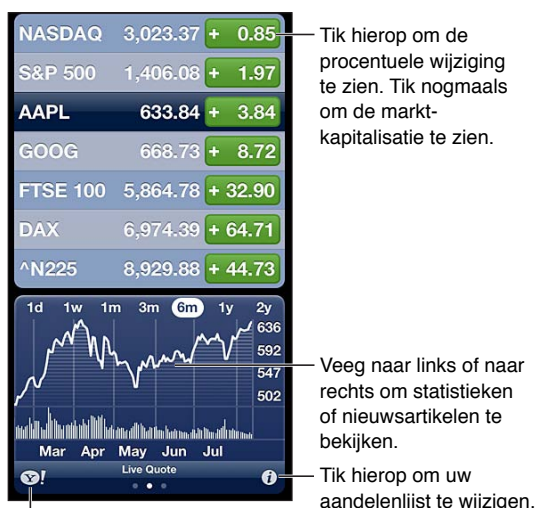 NASDAQ 3,023.37 + 0.85
S&P 500 1,406.08 + 1.97
AAPL 633.84 + 3.84
GOOG 668.73 + 8.72
FTSE 100 5,864.78 + 32.90
DAX 6,974.39 + 64.71
^N225 8,929.88 + 44.73
1d 1w 1m 3m 6m 1y 2y
636
592
547
502
Mar Apr May Jun Jul
Live Quote
Y!
i
Tik hierop om de
procentuele wijziging
te zien. Tik nogmaals
om de markt-
kapitalisatie te zien.
Veeg naar links of naar
rechts om statistieken
of nieuwsartikelen te
bekijken.
Tik hierop om uw
aandelenlijst te wijzigen.